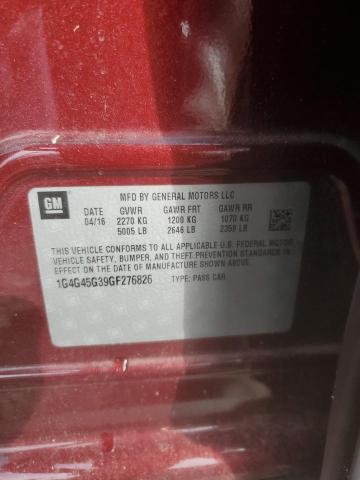 GM
MFD BY GENERAL MOTORS LLC
DATE GVWR GAWR FRT GAWR RR
04/16 2270 KG 1200 KG 1070 KG
5005 LB 2646 LB 2359 LB
THIS VEHICLE CONFORMS TO ALL APPLICABLE U.S. FEDERAL MOTOR
VEHICLE SAFETY, BUMPER, AND THEFT PREVENTION STANDARDS IN
EFFECT ON THE DATE OF MANUFACTURE SHOWN ABOVE.
1G4G45G39GF276826 TYPE: PASS CAR